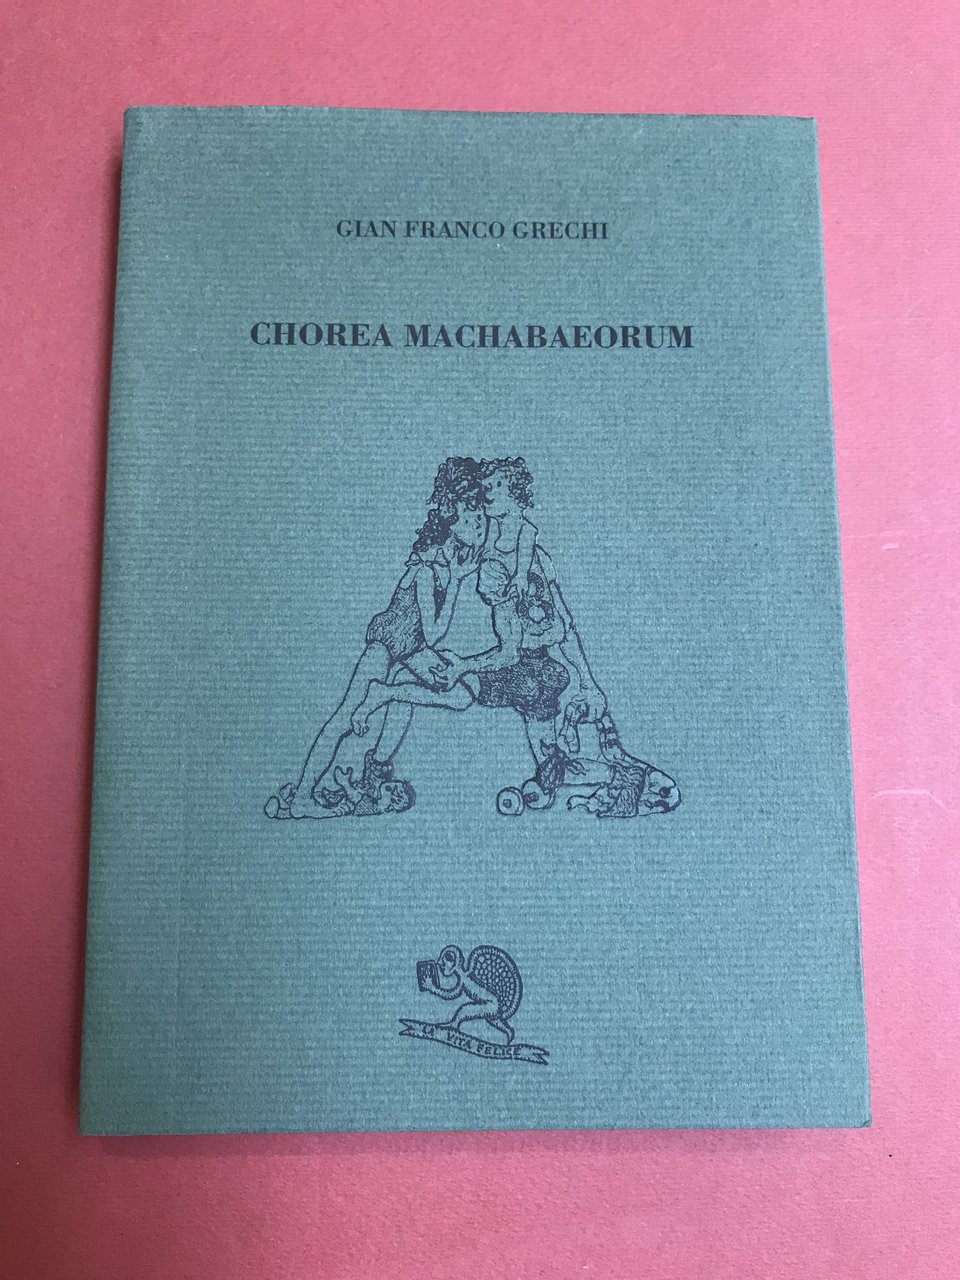 GIAN FRANCO GRECHI
CHOREA MACHABAEORUM
LA VITA FELICE